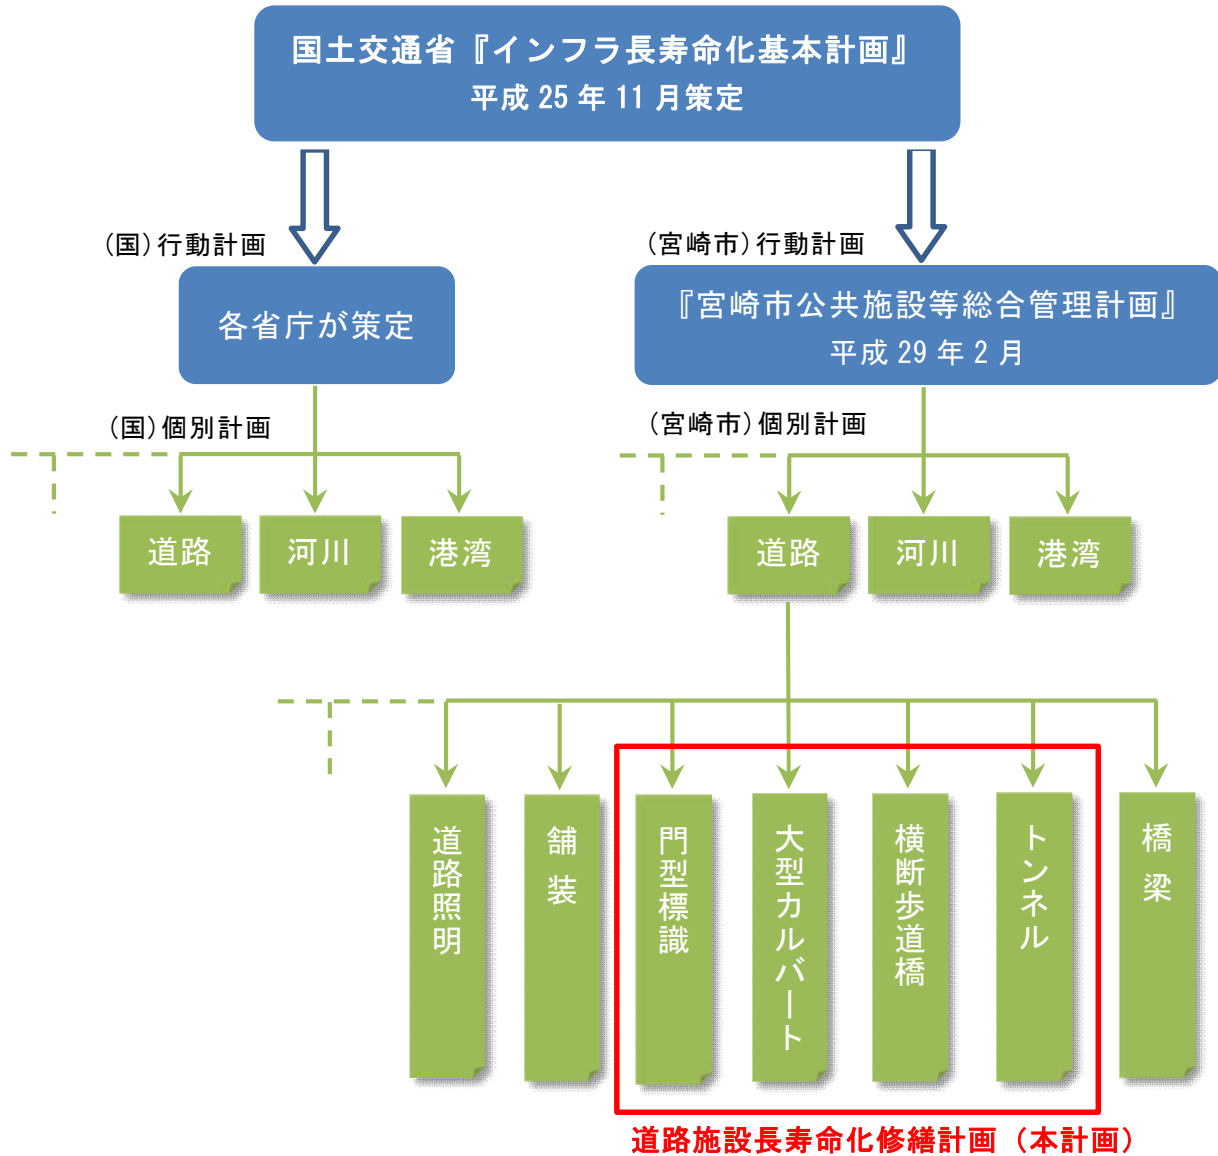 国土交通省『インフラ長寿命化基本計画』
平成 25 年 11 月策定
(国)行動計画
(宮崎市)行動計画
各省庁が策定
『宮崎市公共施設等総合管理計画』
平成 29 年 2 月
(国)個別計画
(宮崎市)個別計画
道路
河川
港湾
道路
河川
港湾
道路照明
舗装
門型標識
大型カルバート
横断歩道橋
トンネル
橋梁
道路施設長寿命化修繕計画（本計画）